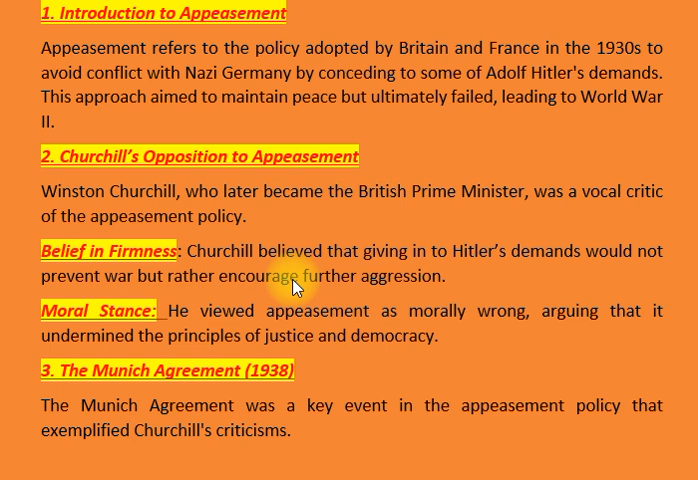 1. Introduction to Appeasement
Appeasement refers to the policy adopted by Britain and France in the 1930s to
avoid conflict with Nazi Germany by conceding to some of Adolf Hitler's demands.
This approach aimed to maintain peace but ultimately failed, leading to World War
II.
2. Churchill’s Opposition to Appeasement
Winston Churchill, who later became the British Prime Minister, was a vocal critic
of the appeasement policy.
Belief in Firmness: Churchill believed that giving in to Hitler’s demands would not
prevent war but rather encourage further aggression.
Moral Stance: He viewed appeasement as morally wrong, arguing that it
undermined the principles of justice and democracy.
3. The Munich Agreement (1938)
The Munich Agreement was a key event in the appeasement policy that
exemplified Churchill's criticisms.